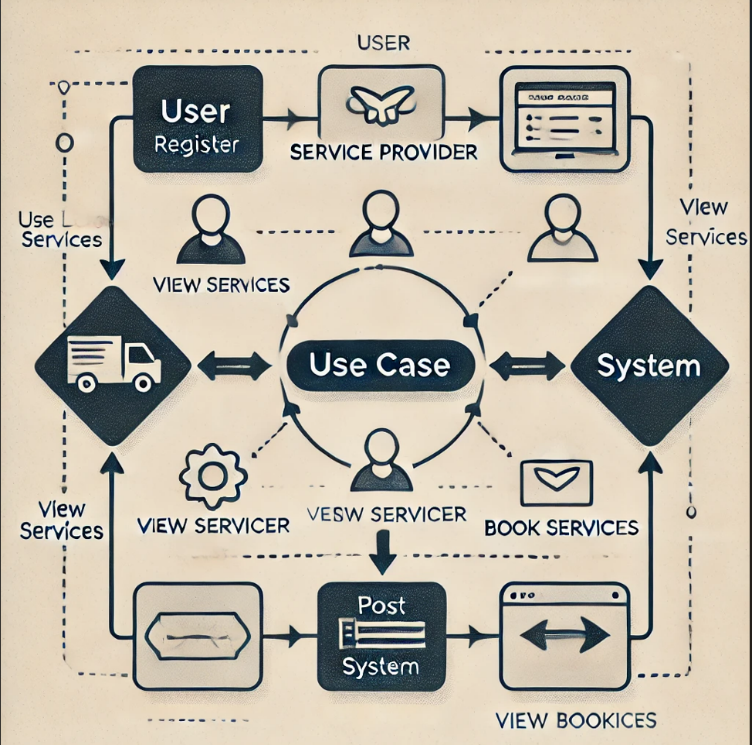 USER
User
Register
SERVICE PROVIDER
Use L
Services
View
Services
VIEW SERVICES
Use Case
System
View
Services
VIEW SERVICER
VESW SERVICER
BOOK SERVICES
Post
System
VIEW BOOKICES